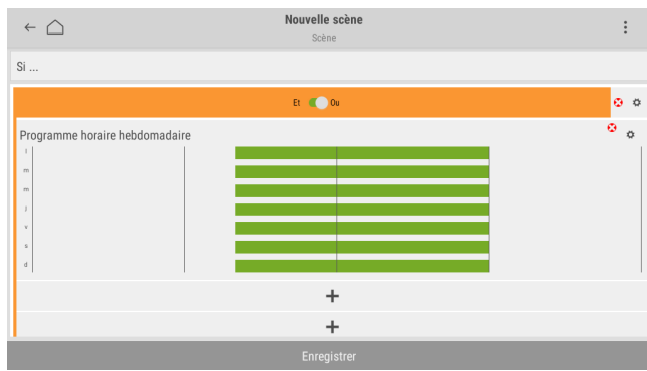 Nouvelle scène
Scène
Si ...
Et Ou
Programme horaire hebdomadaire
l
m
m
j
v
s
d
Enregistrer